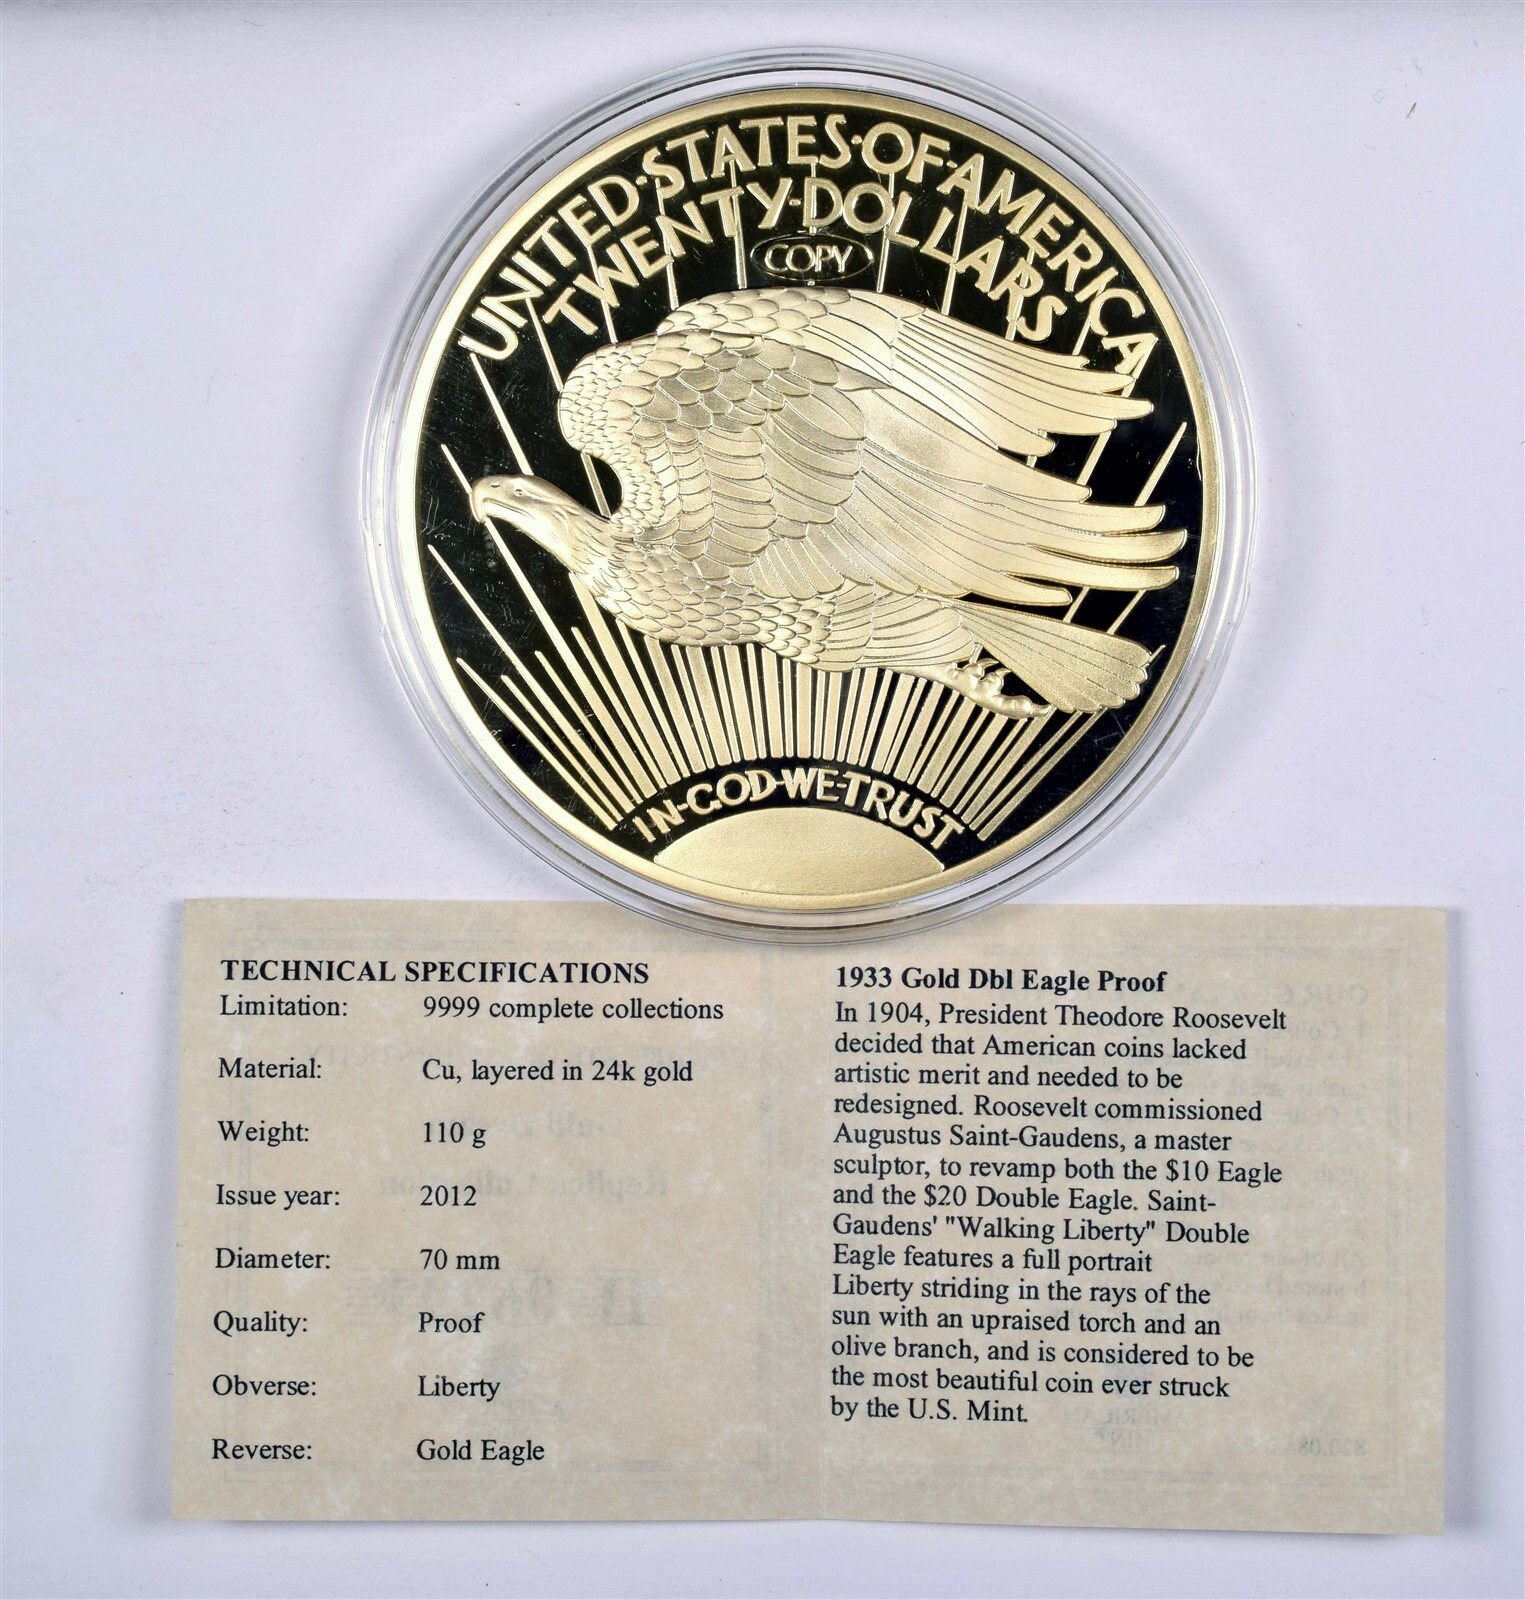 UNITED·STATES·OF·AMERICA
TWENTY·DOLLARS
COPY
IN·GOD·WE·TRUST
TECHNICAL SPECIFICATIONS
Limitation: 9999 complete collections
Material: Cu, layered in 24k gold
Weight: 110 g
Issue year: 2012
Diameter: 70 mm
Quality: Proof
Obverse: Liberty
Reverse: Gold Eagle
1933 Gold Dbl Eagle Proof
In 1904, President Theodore Roosevelt
decided that American coins lacked
artistic merit and needed to be
redesigned. Roosevelt commissioned
Augustus Saint-Gaudens, a master
sculptor, to revamp both the $10 Eagle
and the $20 Double Eagle. Saint-
Gaudens' "Walking Liberty" Double
Eagle features a full portrait
Liberty striding in the rays of the
sun with an upraised torch and an
olive branch, and is considered to be
the most beautiful coin ever struck
by the U.S. Mint.